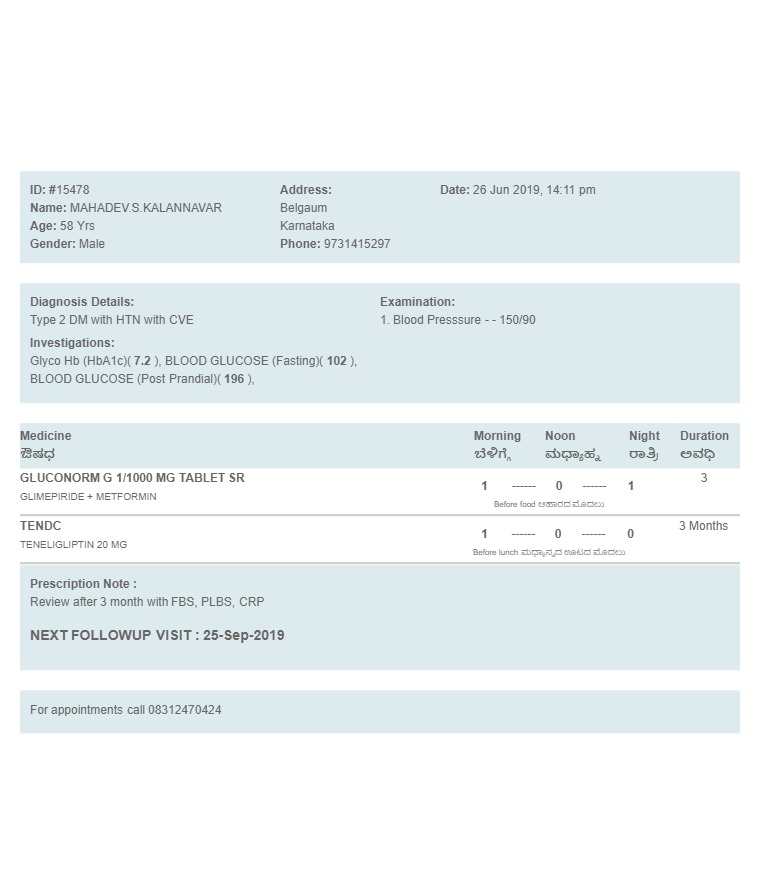 ID: #15478
Name: MAHADEV.S.KALANNAVAR
Age: 58 Yrs
Gender: Male
Address:
Belgaum
Karnataka
Phone: 9731415297
Date: 26 Jun 2019, 14:11 pm
Diagnosis Details:
Type 2 DM with HTN with CVE
Investigations:
Glyco Hb (HbA1c)( 7.2 ), BLOOD GLUCOSE (Fasting)( 102 ),
BLOOD GLUCOSE (Post Prandial)( 196 ),
Examination:
1. Blood Presssure - - 150/90
Medicine Morning Noon Night Duration
ಔಷಧ ಬೆಳಿಗ್ಗೆ ಮಧ್ಯಾಹ್ನ ರಾತ್ರಿ ಅವಧಿ
GLUCONORM G 1/1000 MG TABLET SR 1 ------ 0 ------ 1 3
GLIMEPIRIDE + METFORMIN
Before food ಆಹಾರದ ಮೊದಲು
TENDC 1 ------ 0 ------ 0 3 Months
TENELIGLIPTIN 20 MG
Before lunch ಮಧ್ಯಾನ್ನದ ಊಟದ ಮೊದಲು
Prescription Note :
Review after 3 month with FBS, PLBS, CRP
NEXT FOLLOWUP VISIT : 25-Sep-2019
For appointments call 08312470424